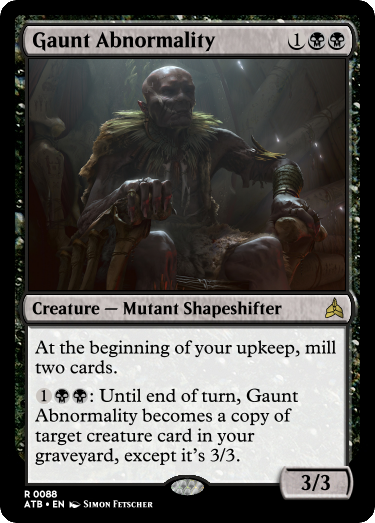 Gaunt Abnormality 1
Creature — Mutant Shapeshifter
At the beginning of your upkeep, mill
two cards.
1 : Until end of turn, Gaunt
Abnormality becomes a copy of
target creature card in your
graveyard, except it's 3/3.
3/3
R 0088
ATB • EN Simon Fetscher